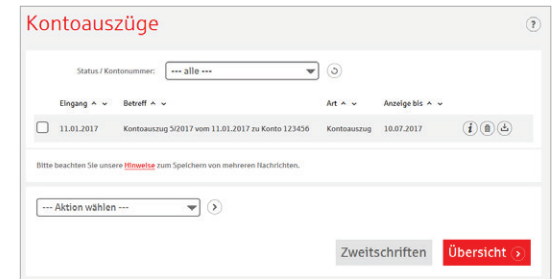 Kontoauszüge
?
Status / Kontonummer: --- alle ---
Eingang Betreff Art Anzeige bis
11.01.2017 Kontoauszug 5/2017 vom 11.01.2017 zu Konto 123456 Kontoauszug 10.07.2017 i
Bitte beachten Sie unsere Hinweise zum Speichern von mehreren Nachrichten.
--- Aktion wählen ---
Zweitschriften Übersicht